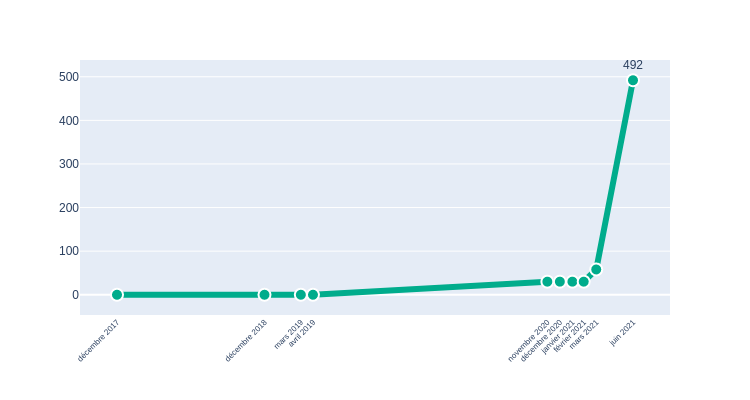 492
500
400
300
200
100
0
décembre 2017
décembre 2018
mars 2019
avril 2019
novembre 2020
décembre 2020
janvier 2021
février 2021
mars 2021
juin 2021